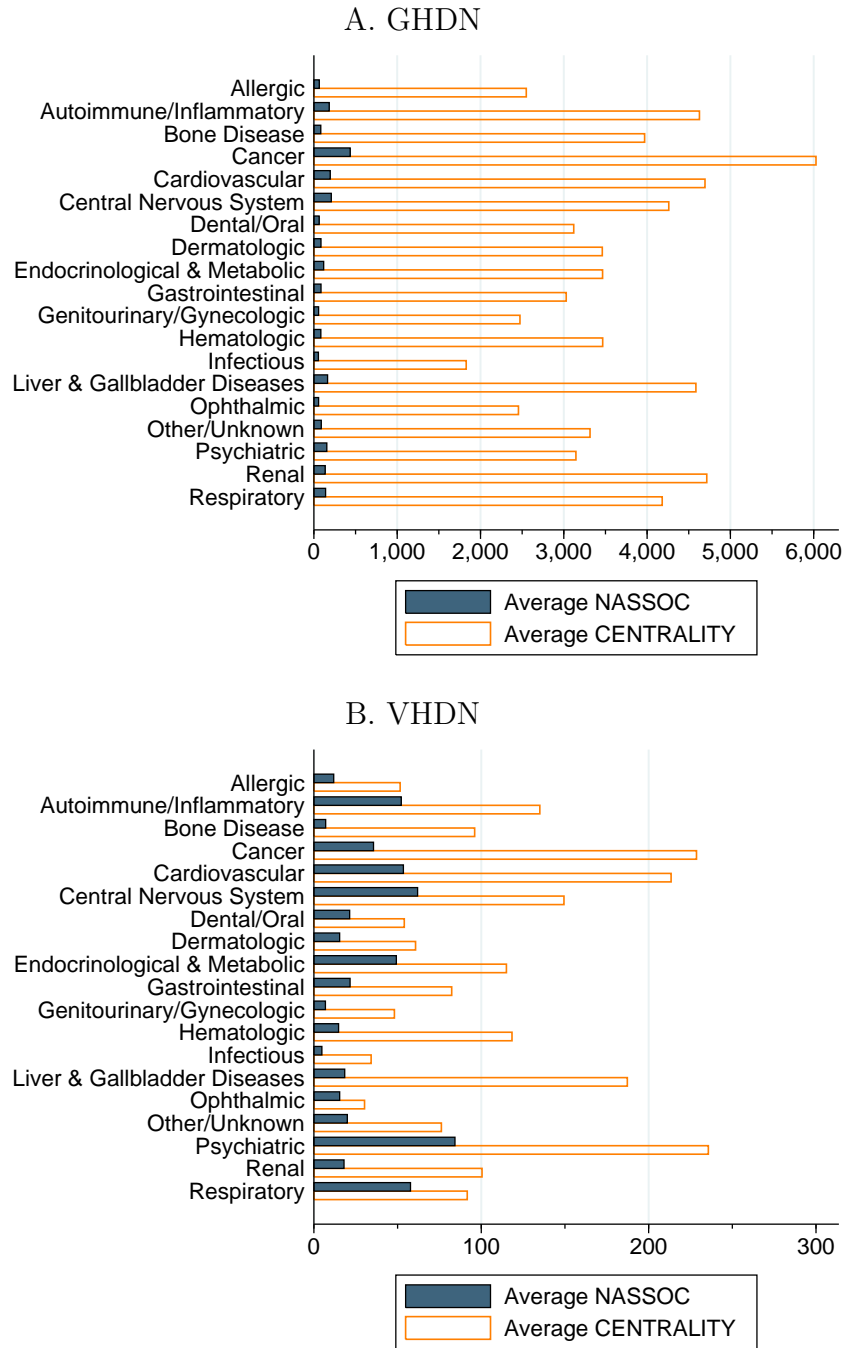 A. GHDN
Allergic
Autoimmune/Inflammatory
Bone Disease
Cancer
Cardiovascular
Central Nervous System
Dental/Oral
Dermatologic
Endocrinological & Metabolic
Gastrointestinal
Genitourinary/Gynecologic
Hematologic
Infectious
Liver & Gallbladder Diseases
Ophthalmic
Other/Unknown
Psychiatric
Renal
Respiratory
0 1,000 2,000 3,000 4,000 5,000 6,000
Average NASSOC
Average CENTRALITY
B. VHDN
Allergic
Autoimmune/Inflammatory
Bone Disease
Cancer
Cardiovascular
Central Nervous System
Dental/Oral
Dermatologic
Endocrinological & Metabolic
Gastrointestinal
Genitourinary/Gynecologic
Hematologic
Infectious
Liver & Gallbladder Diseases
Ophthalmic
Other/Unknown
Psychiatric
Renal
Respiratory
0 100 200 300
Average NASSOC
Average CENTRALITY